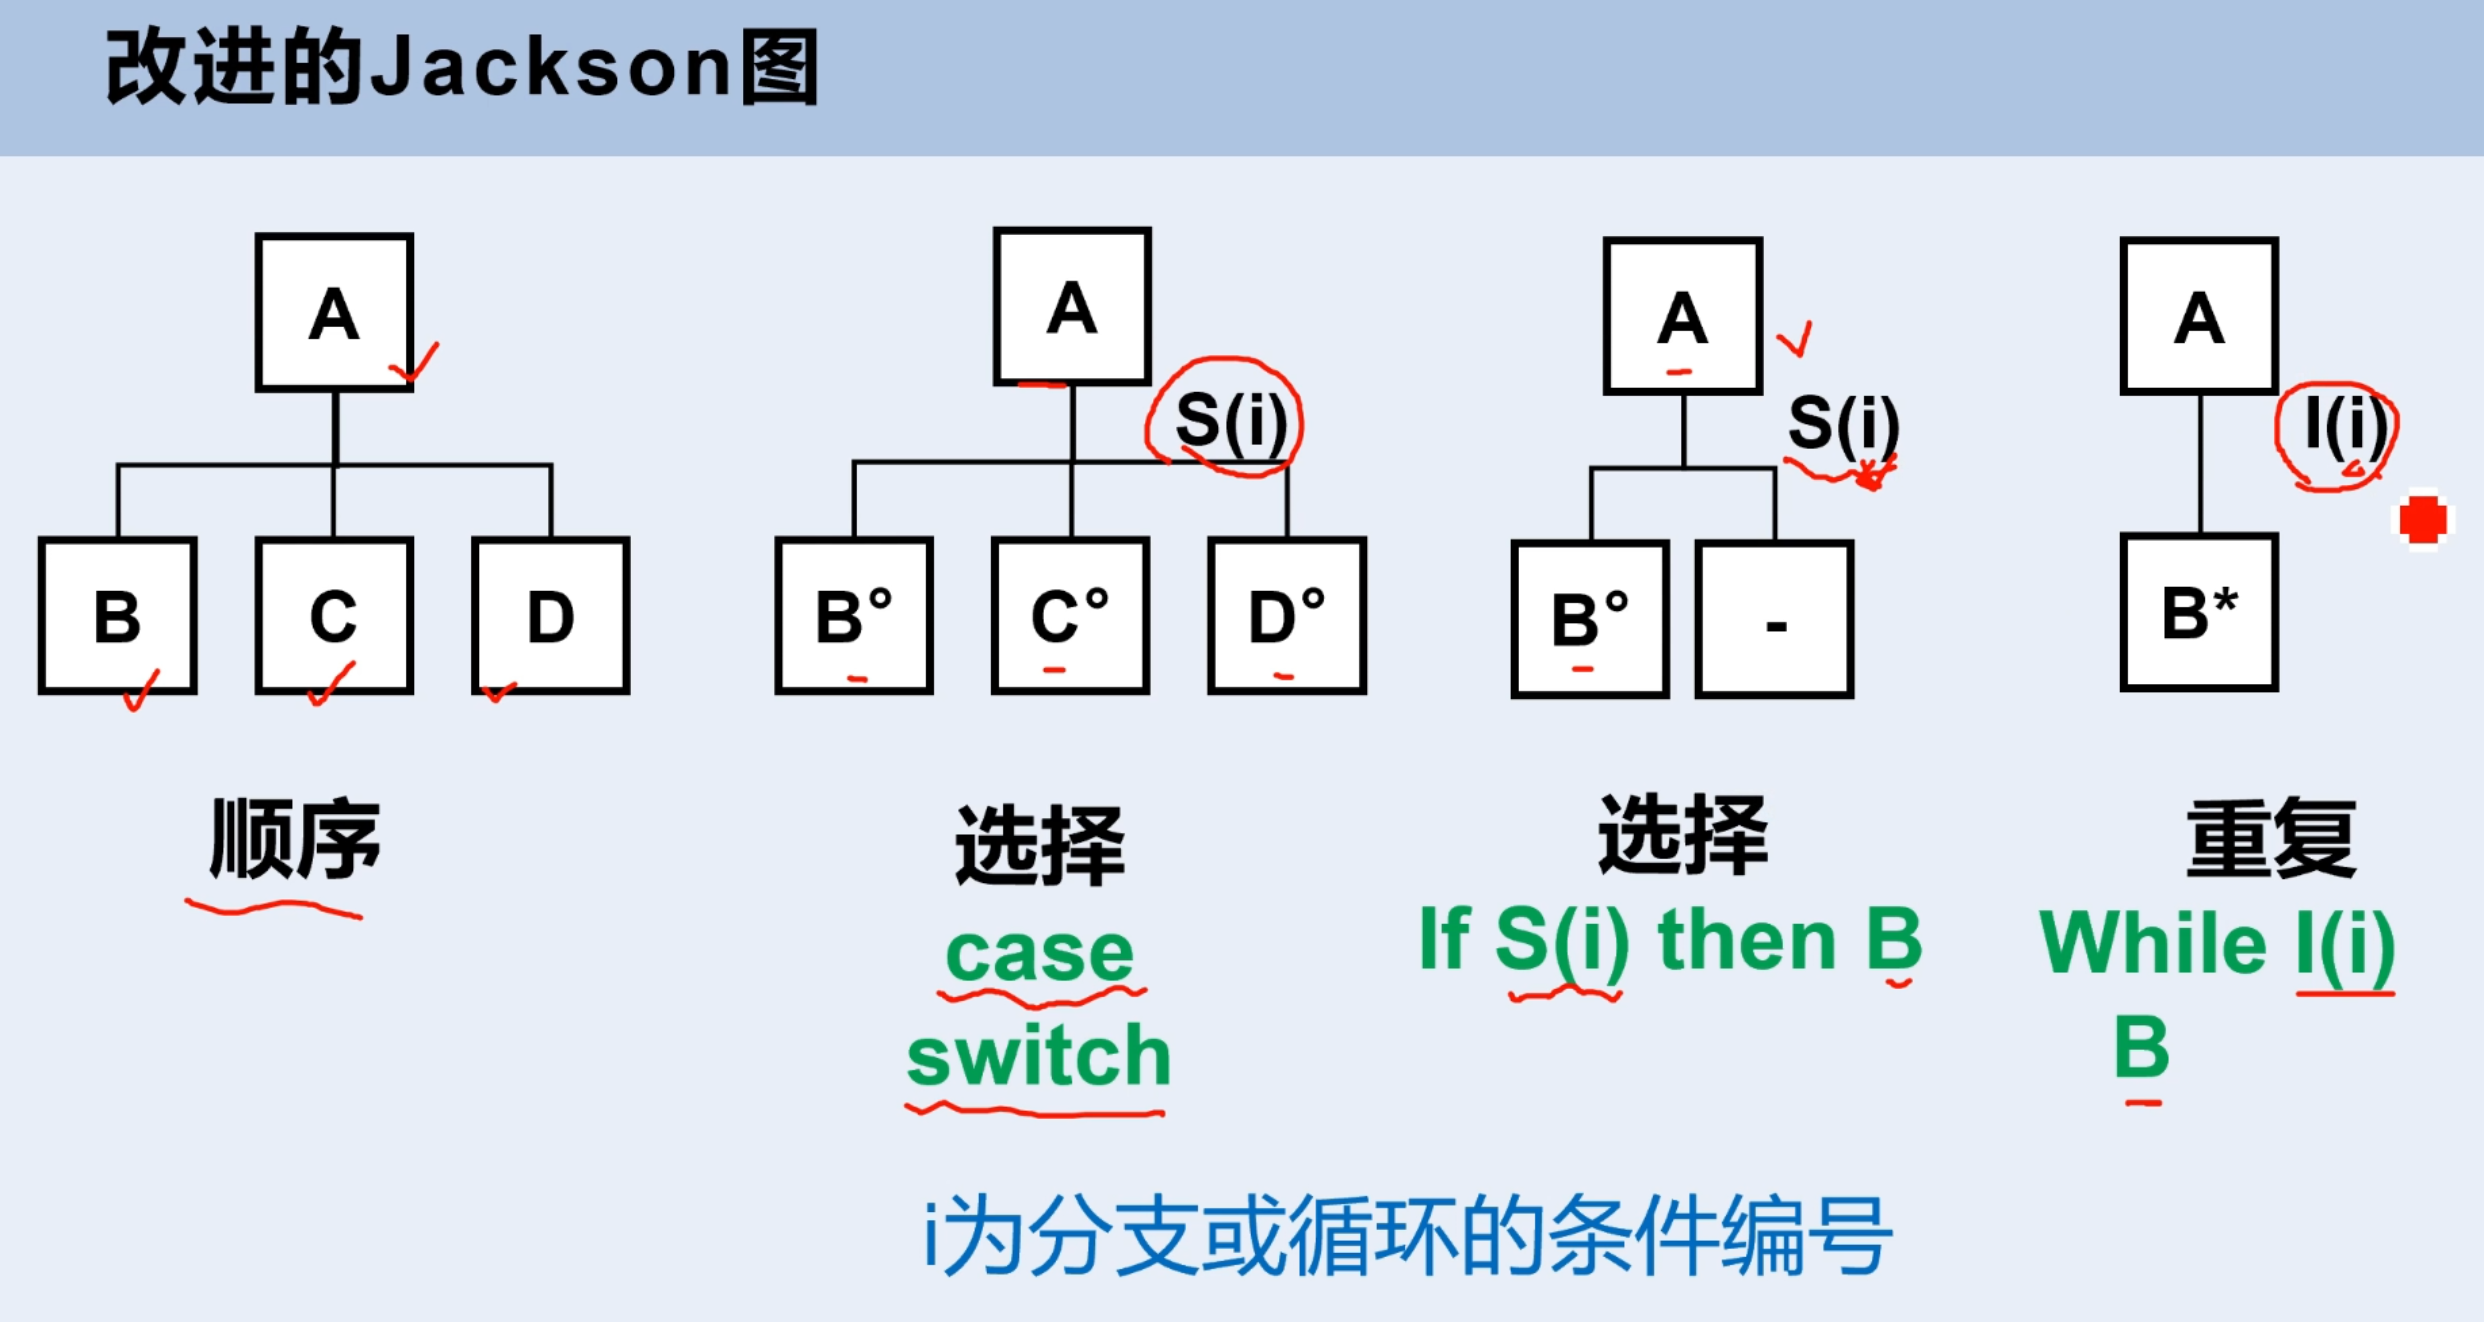 改进的Jackson图
A
A
A
A
S(i)
S(i)
I(i)
B
C
D
B°
C°
D°
B°
-
B*
顺序
选择
选择
重复
case
switch
If S(i) then B
While I(i)
B
i为分支或循环的条件编号